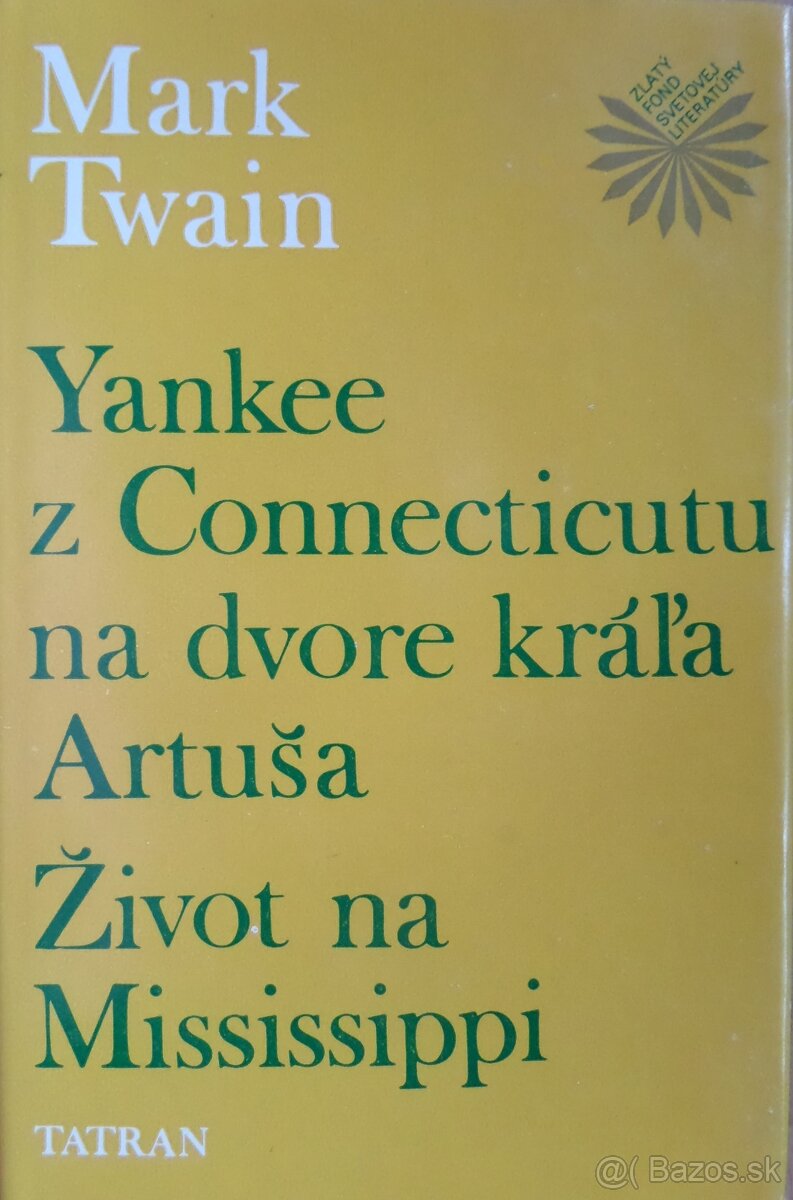 Mark
Twain
ZLATÝ
FOND
SVETOVEJ
LITERATÚRY
Yankee
z Connecticutu
na dvore kráľa
Artuša
Život na
Mississippi
TATRAN
@( Bazos.sk